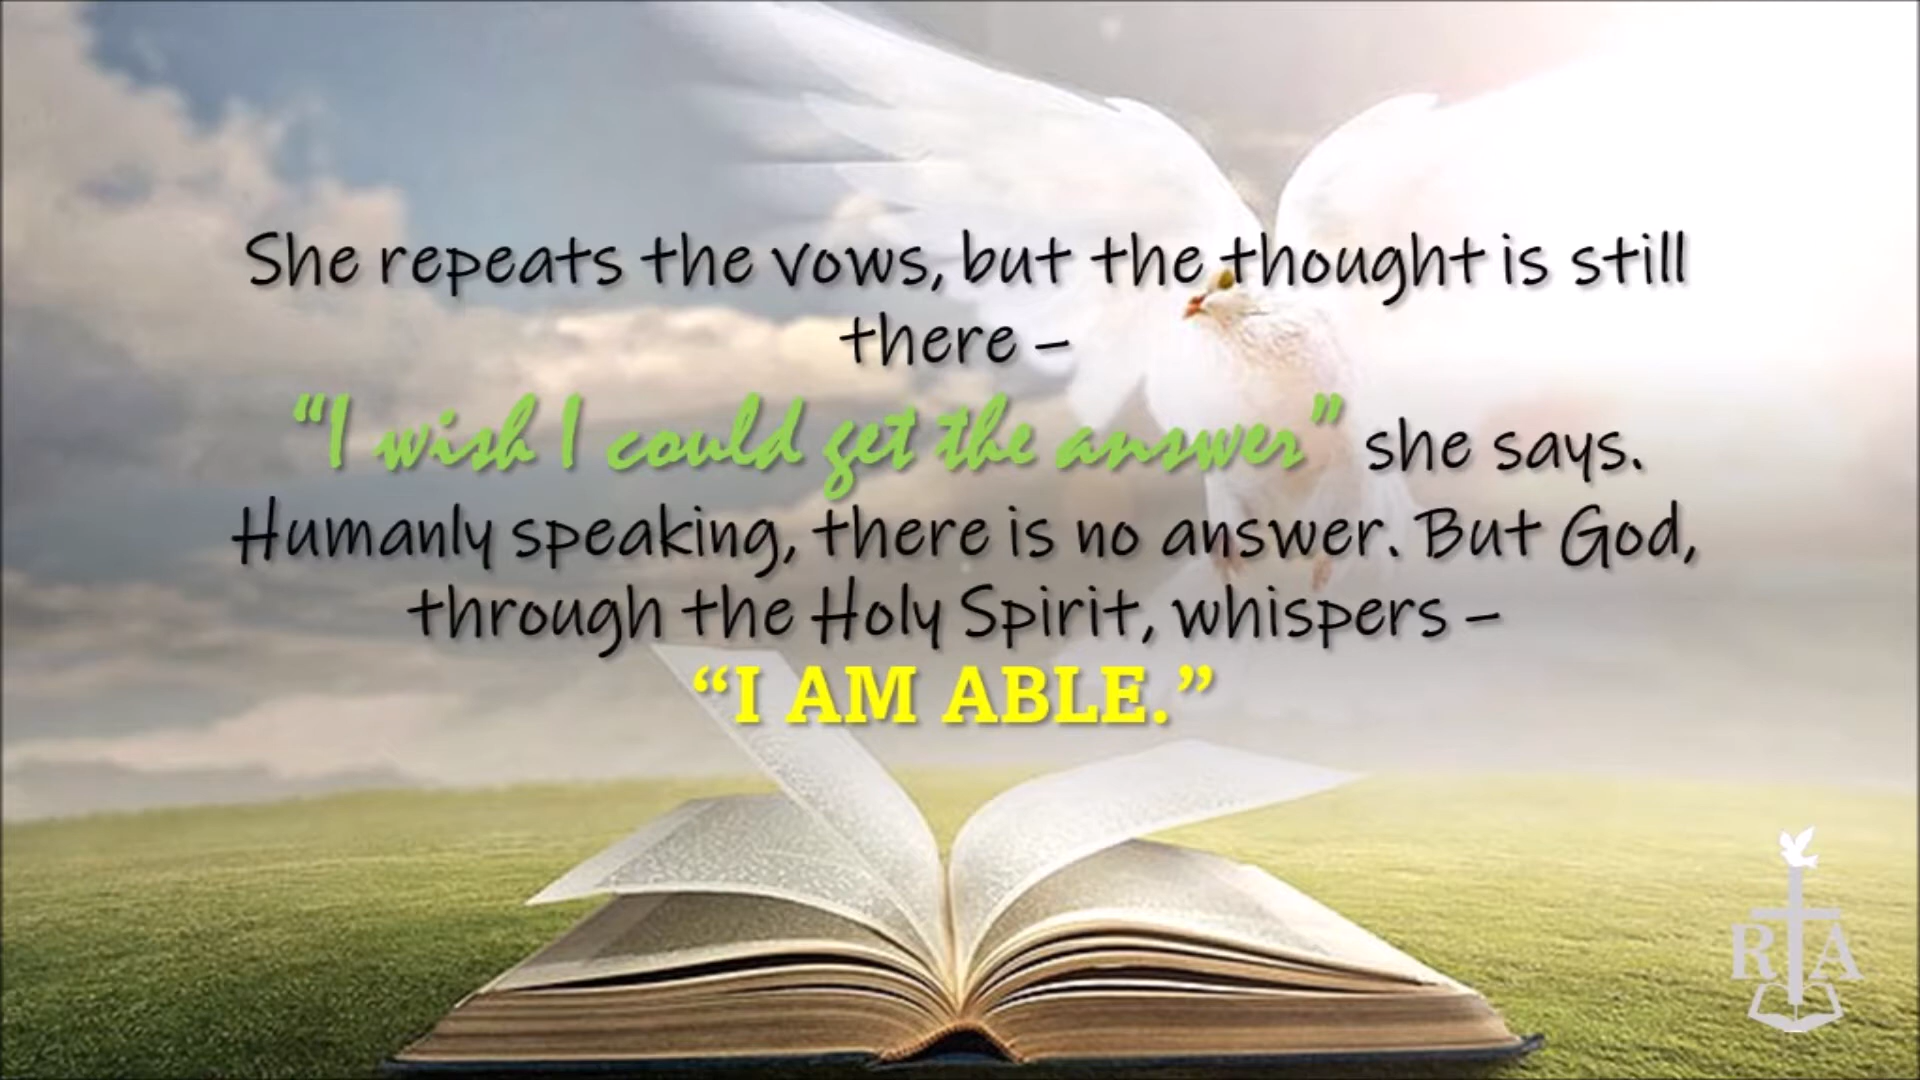 She repeats the vows, but the thought is still
there –
“I wish I could get the answer” she says.
Humanly speaking, there is no answer. But God,
through the Holy Spirit, whispers –
“I AM ABLE.”
RTA